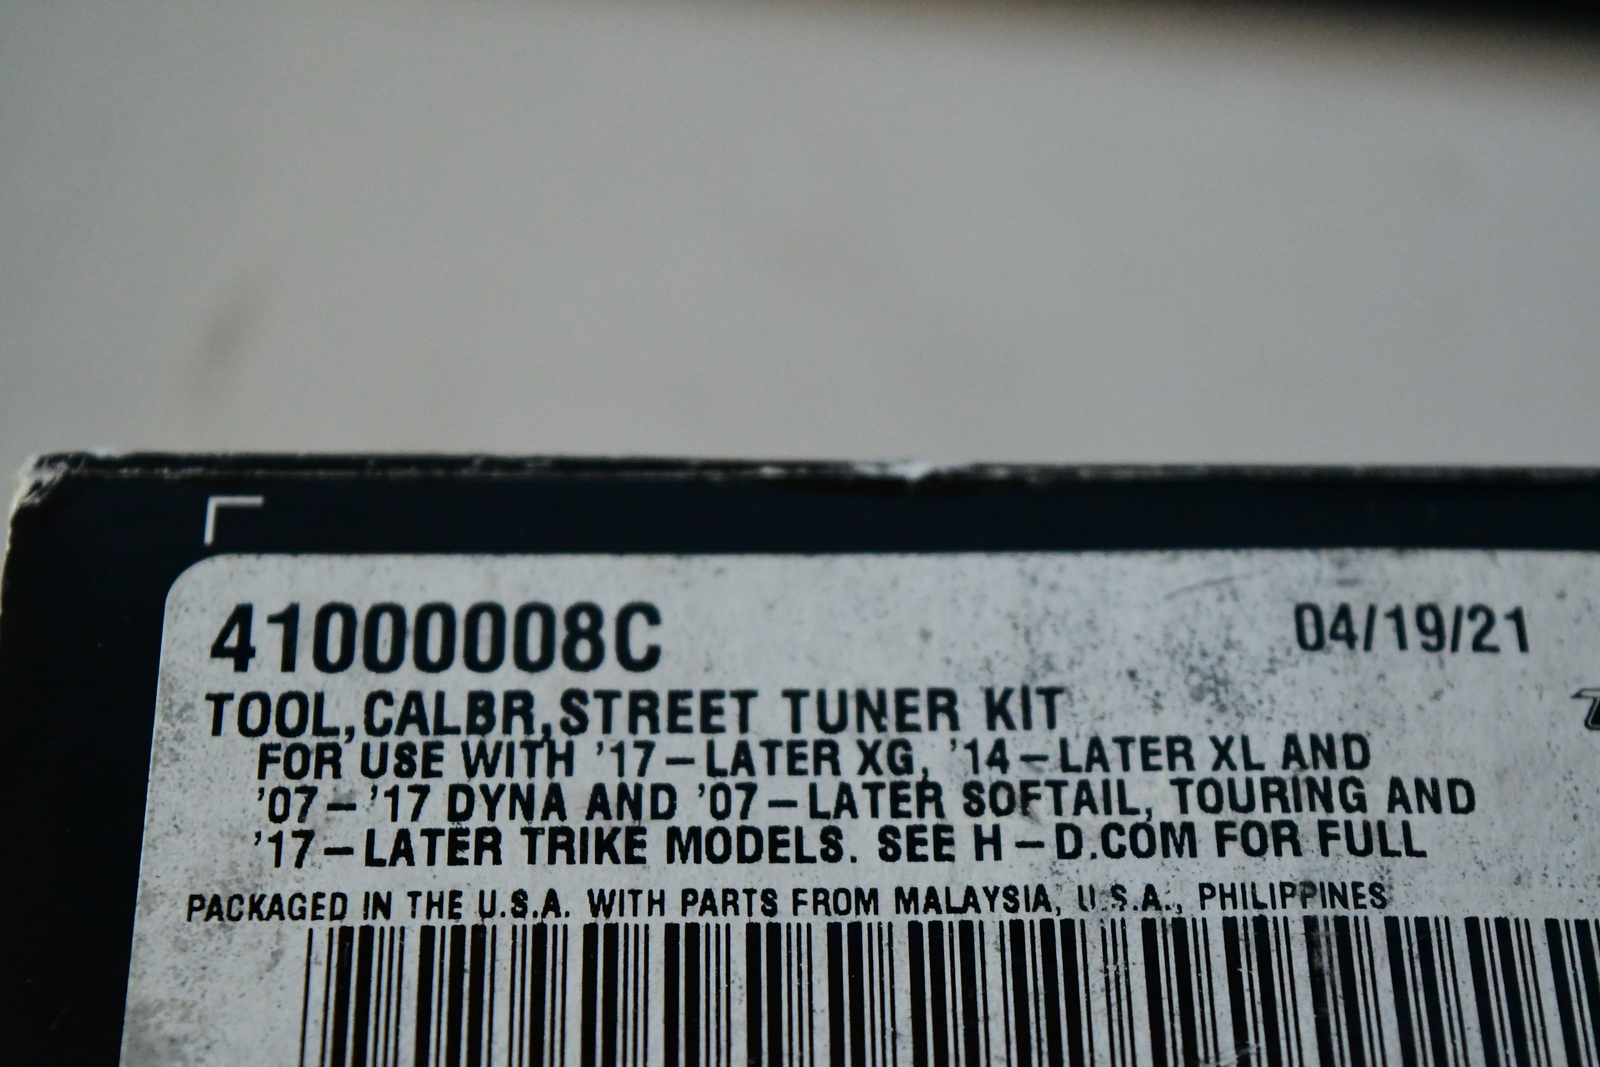 41000008C 04/19/21
TOOL,CALBR,STREET TUNER KIT
FOR USE WITH '17-LATER XG, '14-LATER XL AND
'07-'17 DYNA AND '07-LATER SOFTAIL, TOURING AND
'17-LATER TRIKE MODELS. SEE H-D.COM FOR FULL
PACKAGED IN THE U.S.A. WITH PARTS FROM MALAYSIA, U.S.A., PHILIPPINES